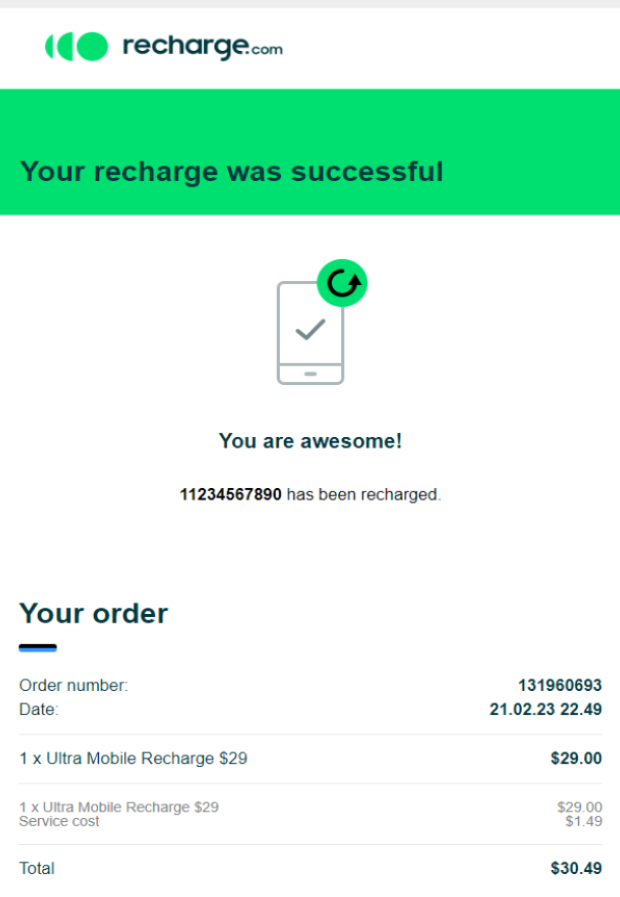 recharge.com
Your recharge was successful
You are awesome!
11234567890 has been recharged.
Your order
Order number: 131960693
Date: 21.02.23 22.49
1 x Ultra Mobile Recharge $29 $29.00
1 x Ultra Mobile Recharge $29 $29.00
Service cost $1.49
Total $30.49